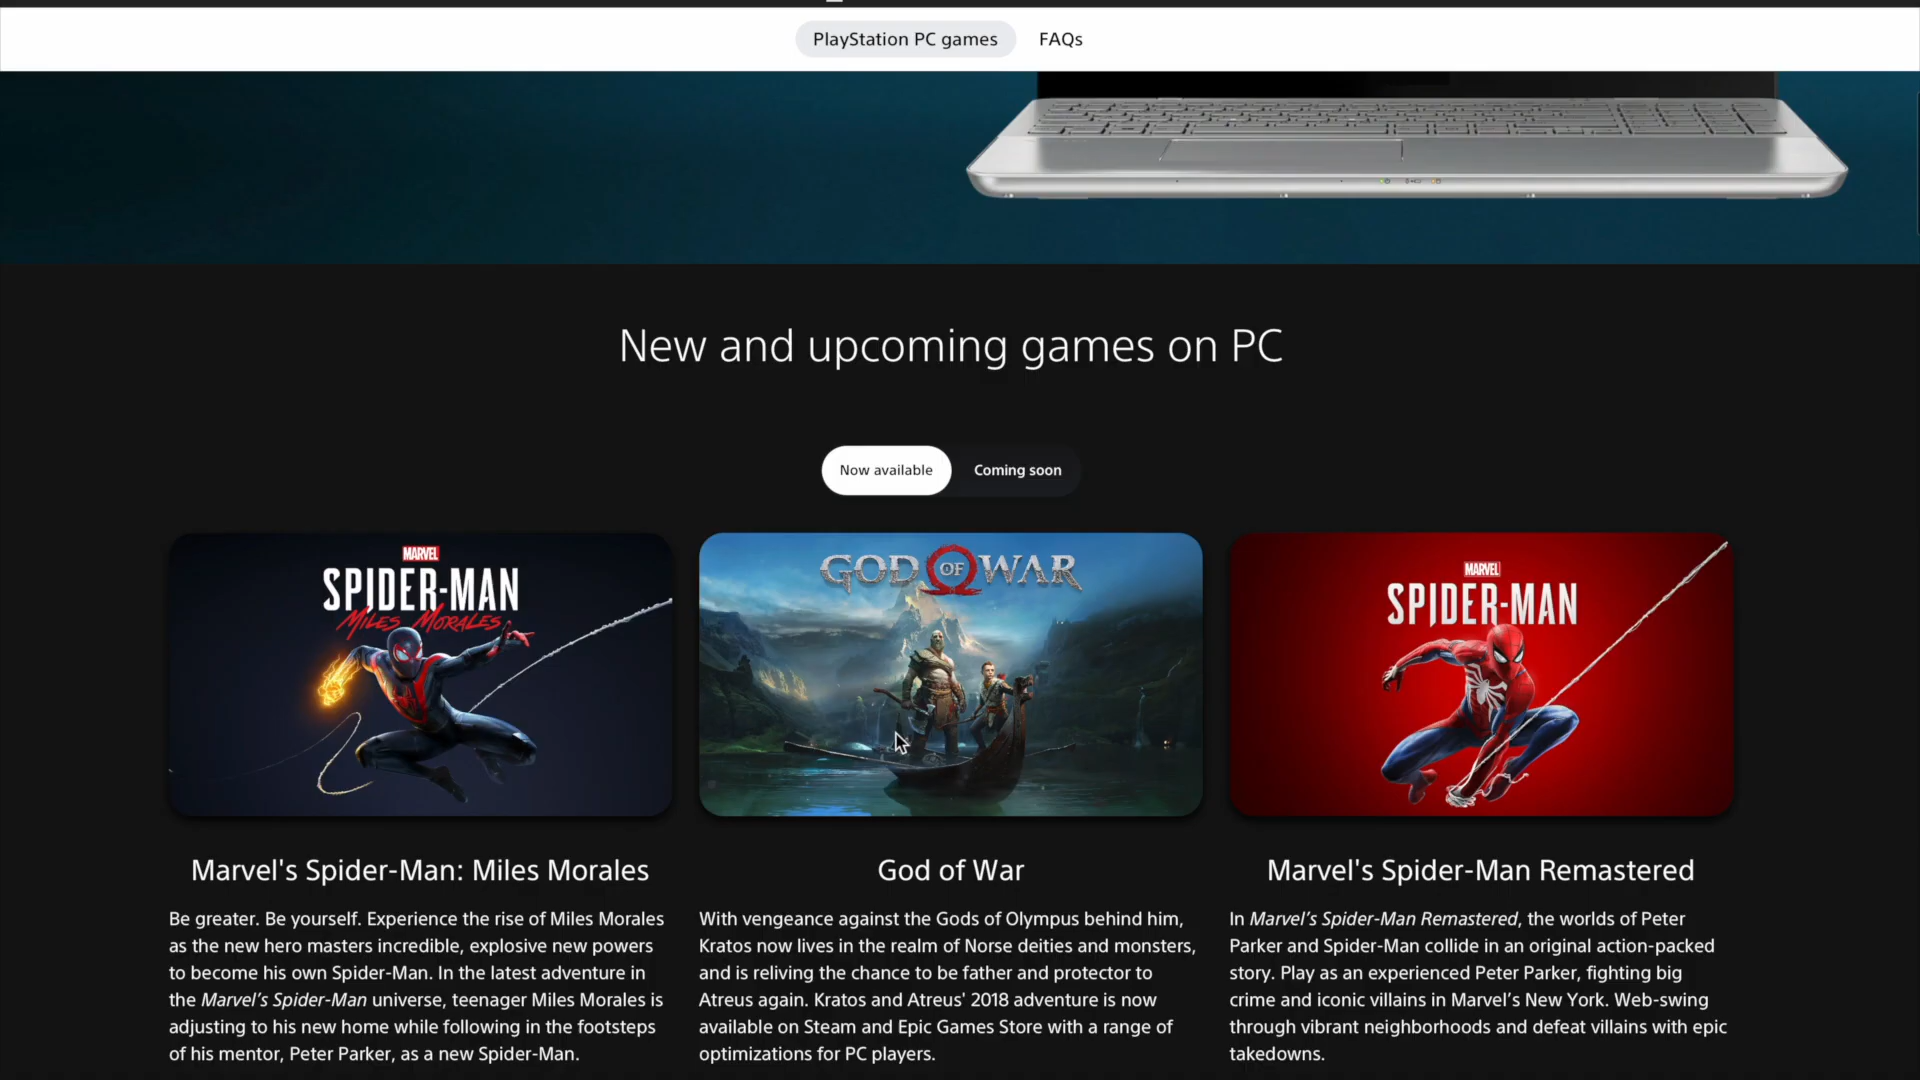 PlayStation PC games
FAQs
New and upcoming games on PC
Now available
Coming soon
MARVEL
SPIDER-MAN
MILES MORALES
GOD OF WAR
MARVEL
SPIDER-MAN
Marvel's Spider-Man: Miles Morales
Be greater. Be yourself. Experience the rise of Miles Morales
as the new hero masters incredible, explosive new powers
to become his own Spider-Man. In the latest adventure in
the Marvel’s Spider-Man universe, teenager Miles Morales is
adjusting to his new home while following in the footsteps
of his mentor, Peter Parker, as a new Spider-Man.
God of War
With vengeance against the Gods of Olympus behind him,
Kratos now lives in the realm of Norse deities and monsters,
and is reliving the chance to be father and protector to
Atreus again. Kratos and Atreus' 2018 adventure is now
available on Steam and Epic Games Store with a range of
optimizations for PC players.
Marvel's Spider-Man Remastered
In Marvel’s Spider-Man Remastered, the worlds of Peter
Parker and Spider-Man collide in an original action-packed
story. Play as an experienced Peter Parker, fighting big
crime and iconic villains in Marvel’s New York. Web-swing
through vibrant neighborhoods and defeat villains with epic
takedowns.